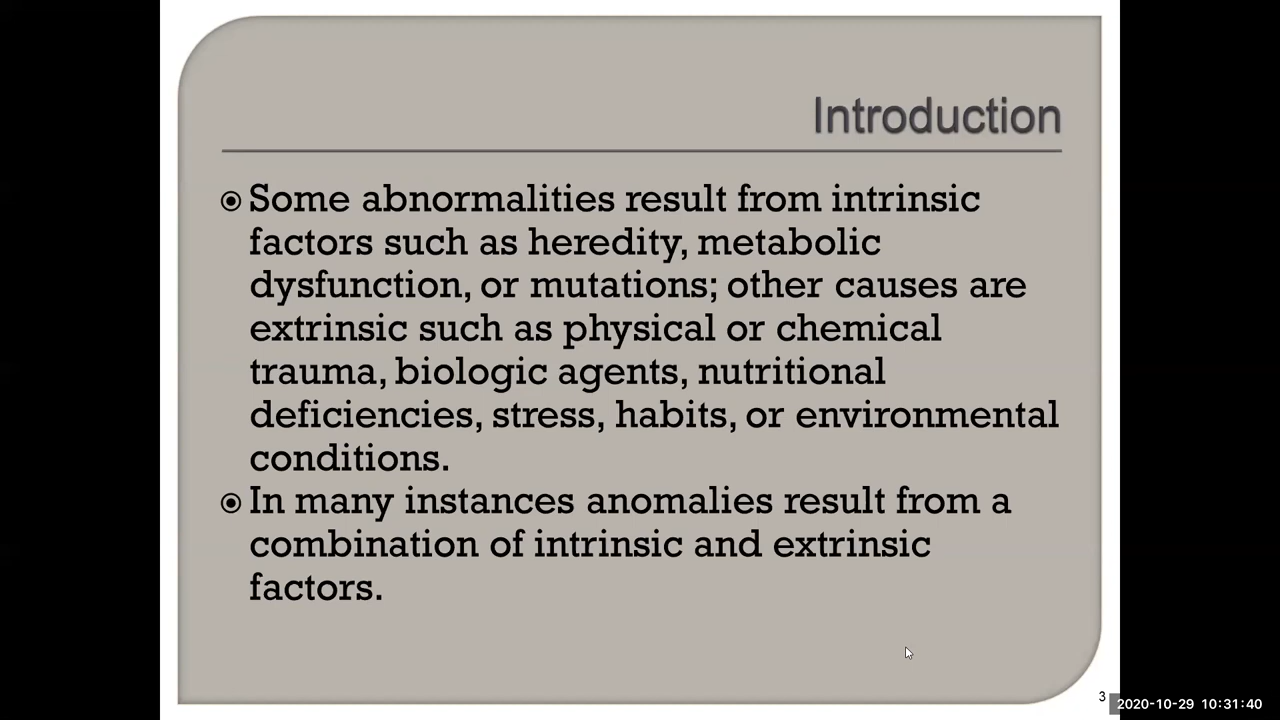 Introduction
Some abnormalities result from intrinsic
factors such as heredity, metabolic
dysfunction, or mutations; other causes are
extrinsic such as physical or chemical
trauma, biologic agents, nutritional
deficiencies, stress, habits, or environmental
conditions.
In many instances anomalies result from a
combination of intrinsic and extrinsic
factors.
3
2020-10-29 10:31:40